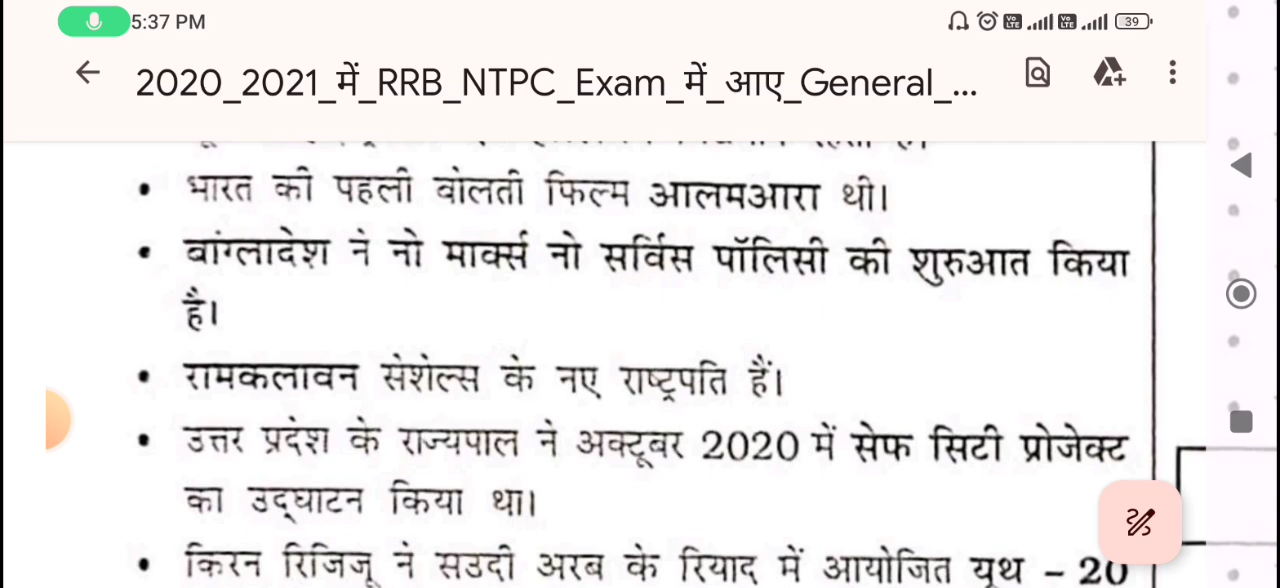 5:37 PM
39
2020_2021_में_RRB_NTPC_Exam_में_आए_General_...
भारत की पहली बोलती फिल्म आलमआरा थी।
बांग्लादेश ने नो मार्क्स नो सर्विस पॉलिसी की शुरुआत किया
है।
रामकलावन सेशेल्स के नए राष्ट्रपति हैं।
उत्तर प्रदेश के राज्यपाल ने अक्टूबर 2020 में सेफ सिटी प्रोजेक्ट
का उद्घाटन किया था।
किरन रिजिजू ने सउदी अरब के रियाद में आयोजित यूथ – 20